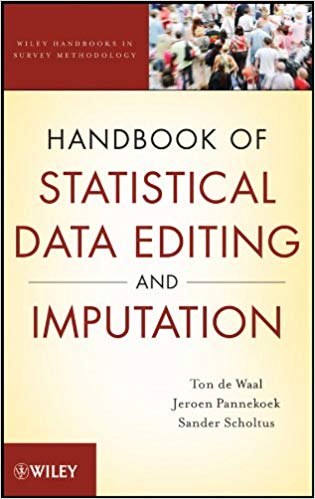 WILEY HANDBOOKS IN
SURVEY METHODOLOGY
HANDBOOK OF
STATISTICAL
DATA EDITING
AND
IMPUTATION
Ton de Waal
Jeroen Pannekoek
Sander Scholtus
WILEY